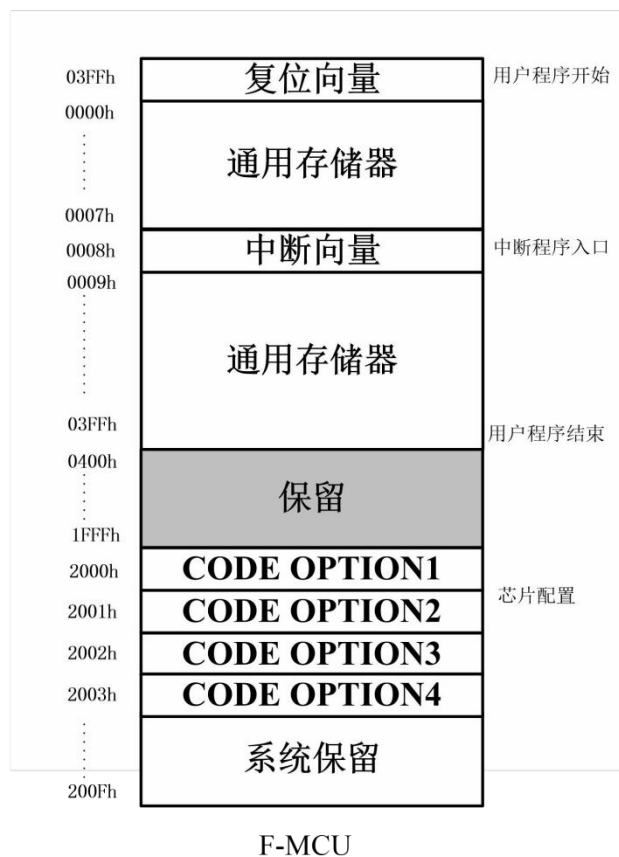 03FFh 复位向量 用户程序开始
0000h
通用存储器
0007h
0008h 中断向量 中断程序入口
0009h
通用存储器
03FFh 用户程序结束
0400h
保留
1FFFh
2000h CODE OPTION1 芯片配置
2001h CODE OPTION2
2002h CODE OPTION3
2003h CODE OPTION4
系统保留
200Fh
F-MCU